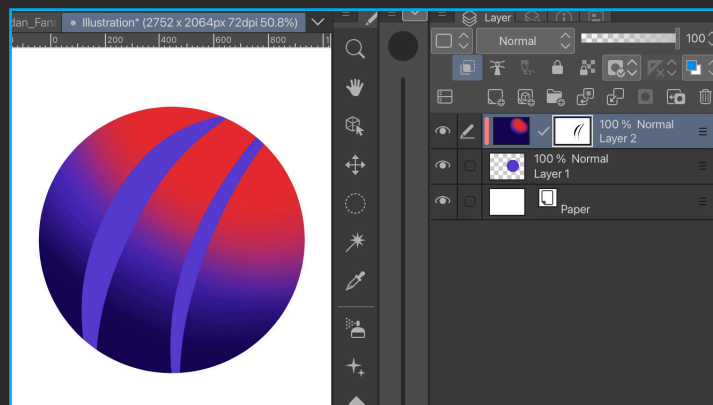 dan_Fan
Illustration* (2752 x 2064px 72dpi 50.8%)
0 200 400 600 800
Layer
Normal
100
100 % Normal
Layer 2
100 % Normal
Layer 1
Paper